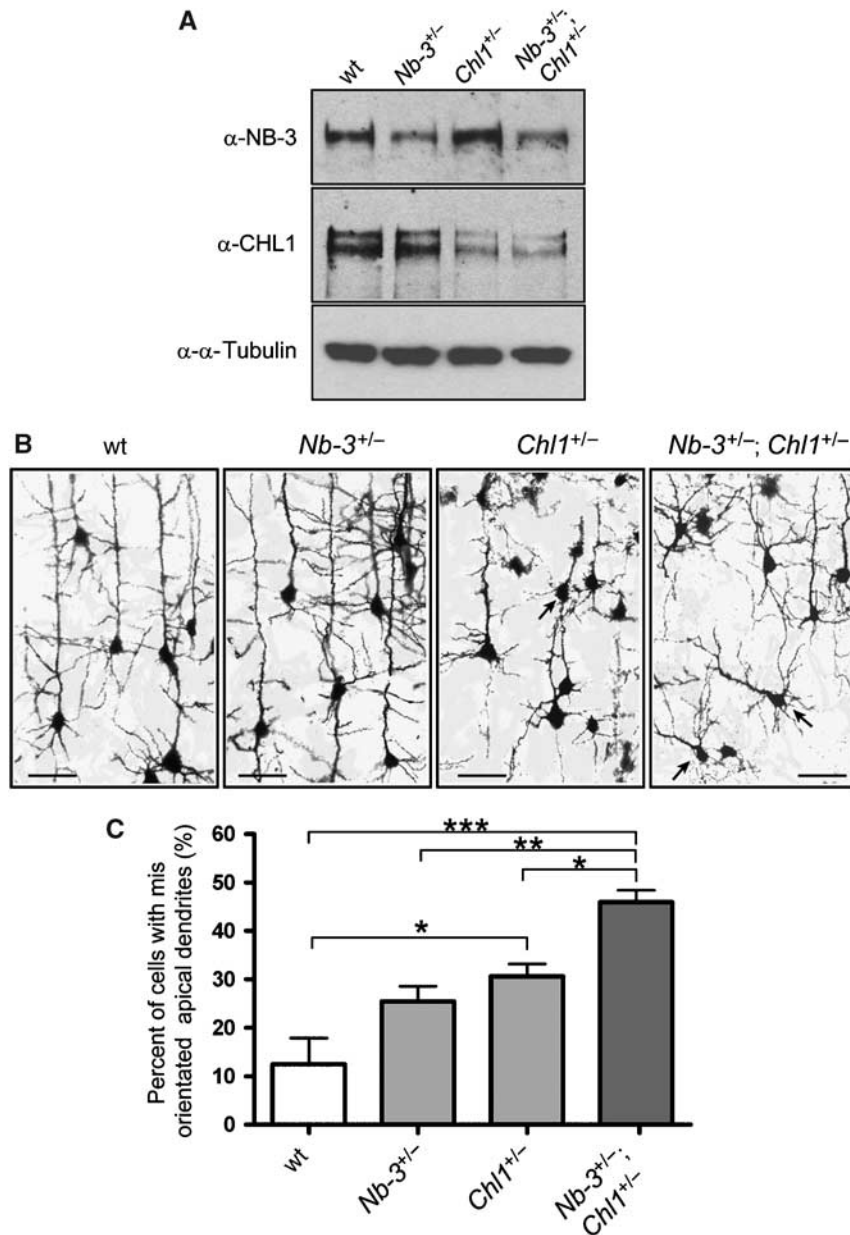 A
wt
Nb-3+/–
Chl1+/–
Nb-3+/–;
Chl1+/–
α-NB-3
α-CHL1
α-α-Tubulin
B
wt
Nb-3+/–
Chl1+/–
Nb-3+/–; Chl1+/–
C
Percent of cells with mis
orientated apical dendrites (%)
60
50
40
30
20
10
0
***
**
*
*
wt
Nb-3+/–
Chl1+/–
Nb-3+/–;
Chl1+/–